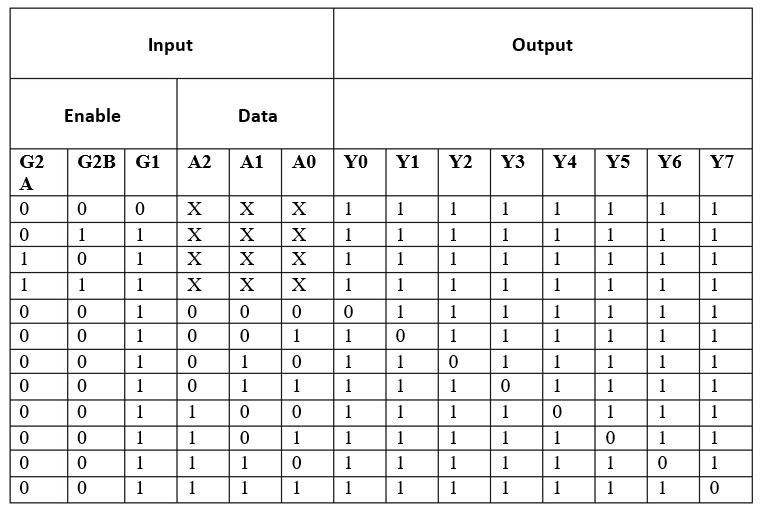 Input Output
Enable Data
G2A G2B G1 A2 A1 A0 Y0 Y1 Y2 Y3 Y4 Y5 Y6 Y7
0 0 0 X X X 1 1 1 1 1 1 1 1
0 1 1 X X X 1 1 1 1 1 1 1 1
1 0 1 X X X 1 1 1 1 1 1 1 1
1 1 1 X X X 1 1 1 1 1 1 1 1
0 0 1 0 0 0 0 1 1 1 1 1 1 1
0 0 1 0 0 1 1 0 1 1 1 1 1 1
0 0 1 0 1 0 1 1 0 1 1 1 1 1
0 0 1 0 1 1 1 1 1 0 1 1 1 1
0 0 1 1 0 0 1 1 1 1 0 1 1 1
0 0 1 1 0 1 1 1 1 1 1 0 1 1
0 0 1 1 1 0 1 1 1 1 1 1 0 1
0 0 1 1 1 1 1 1 1 1 1 1 1 0